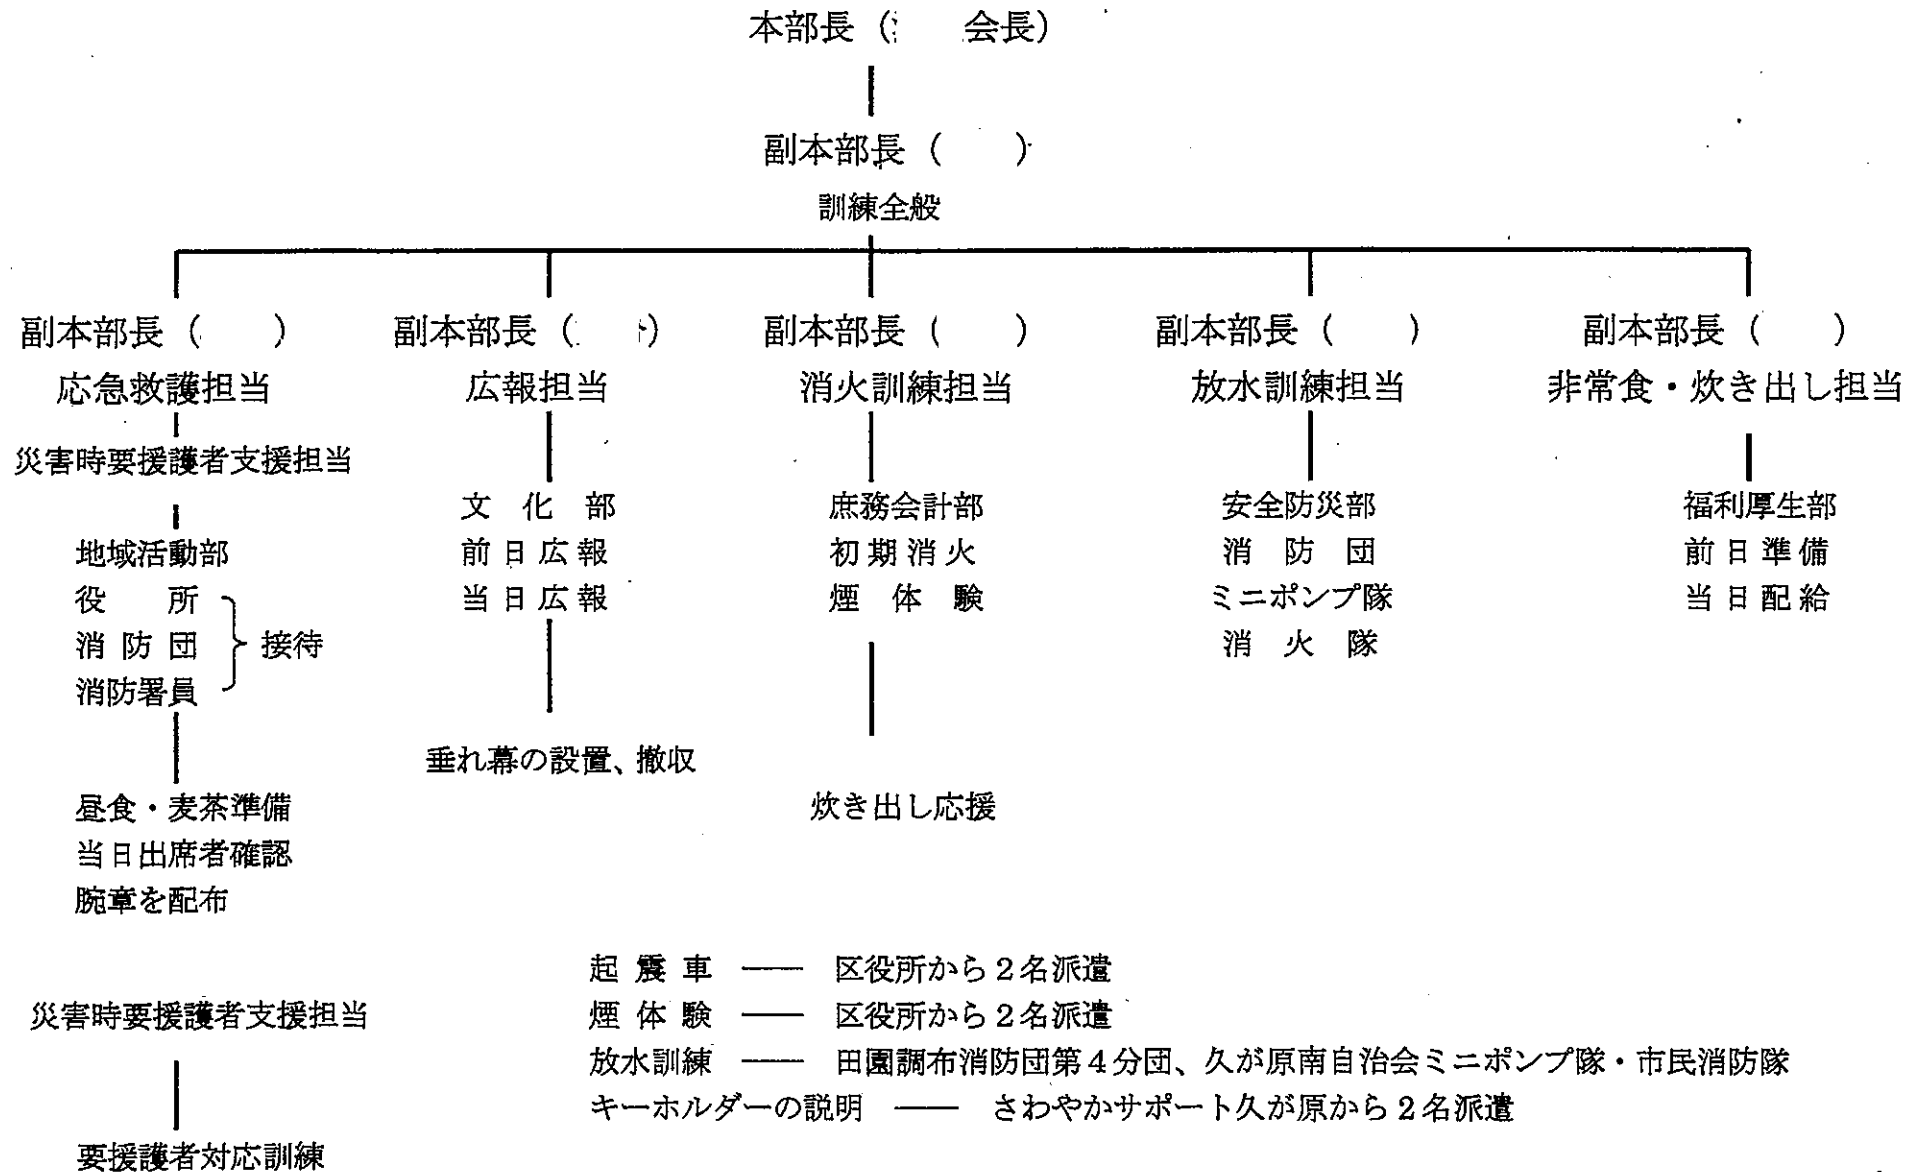 本部長（　会長）
副本部長（　）
訓練全般
副本部長（　）
応急救護担当
災害時要援護者支援担当
地域活動部
役　所
消 防 団
消防署員
接待
昼食・麦茶準備
当日出席者確認
腕章を配布
副本部長（　）
広報担当
文　化　部
前 日 広 報
当 日 広 報
垂れ幕の設置、撤収
副本部長（　）
消火訓練担当
庶務会計部
初 期 消 火
煙　体　験
炊き出し応援
副本部長（　）
放水訓練担当
安全防災部
消　防　団
ミニポンプ隊
消　火　隊
副本部長（　）
非常食・炊き出し担当
福利厚生部
前 日 準 備
当 日 配 給
災害時要援護者支援担当
要援護者対応訓練
起 震 車 ―― 区役所から２名派遣
煙 体 験 ―― 区役所から２名派遣
放水訓練 ―― 田園調布消防団第４分団、久が原南自治会ミニポンプ隊・市民消防隊
キーホルダーの説明 ―― さわやかサポート久が原から２名派遣